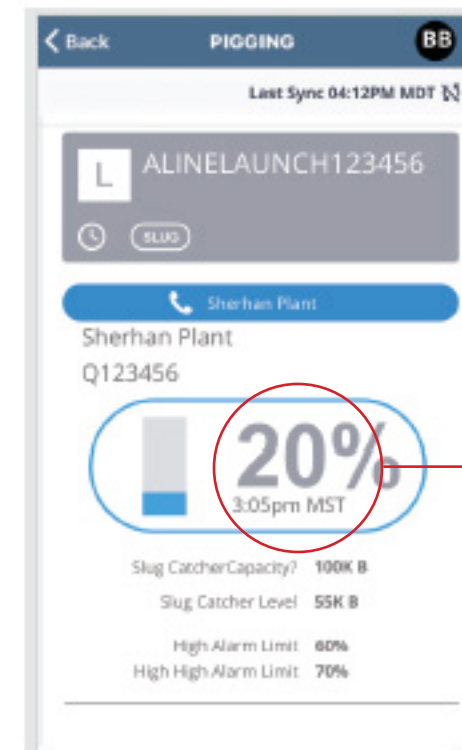 Back PIGGING BB
Last Sync 04:12PM MDT
L ALINELAUNCH123456
SLUG
Sherhan Plant
Sherhan Plant
Q123456
20%
3:05pm MST
Slug CatcherCapacity? 100K B
Slug Catcher Level 55K B
High Alarm Limit 60%
High High Alarm Limit 70%